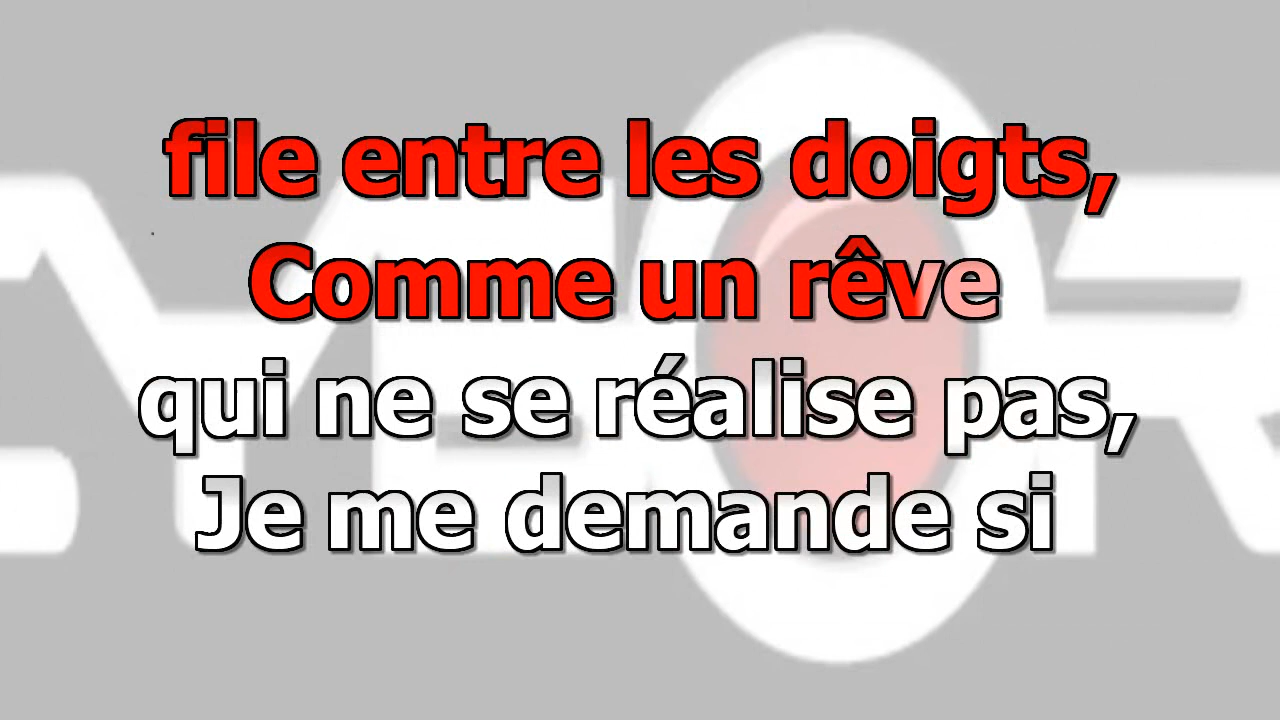 file entre les doigts,
Comme un rêve
qui ne se réalise pas,
Je me demande si